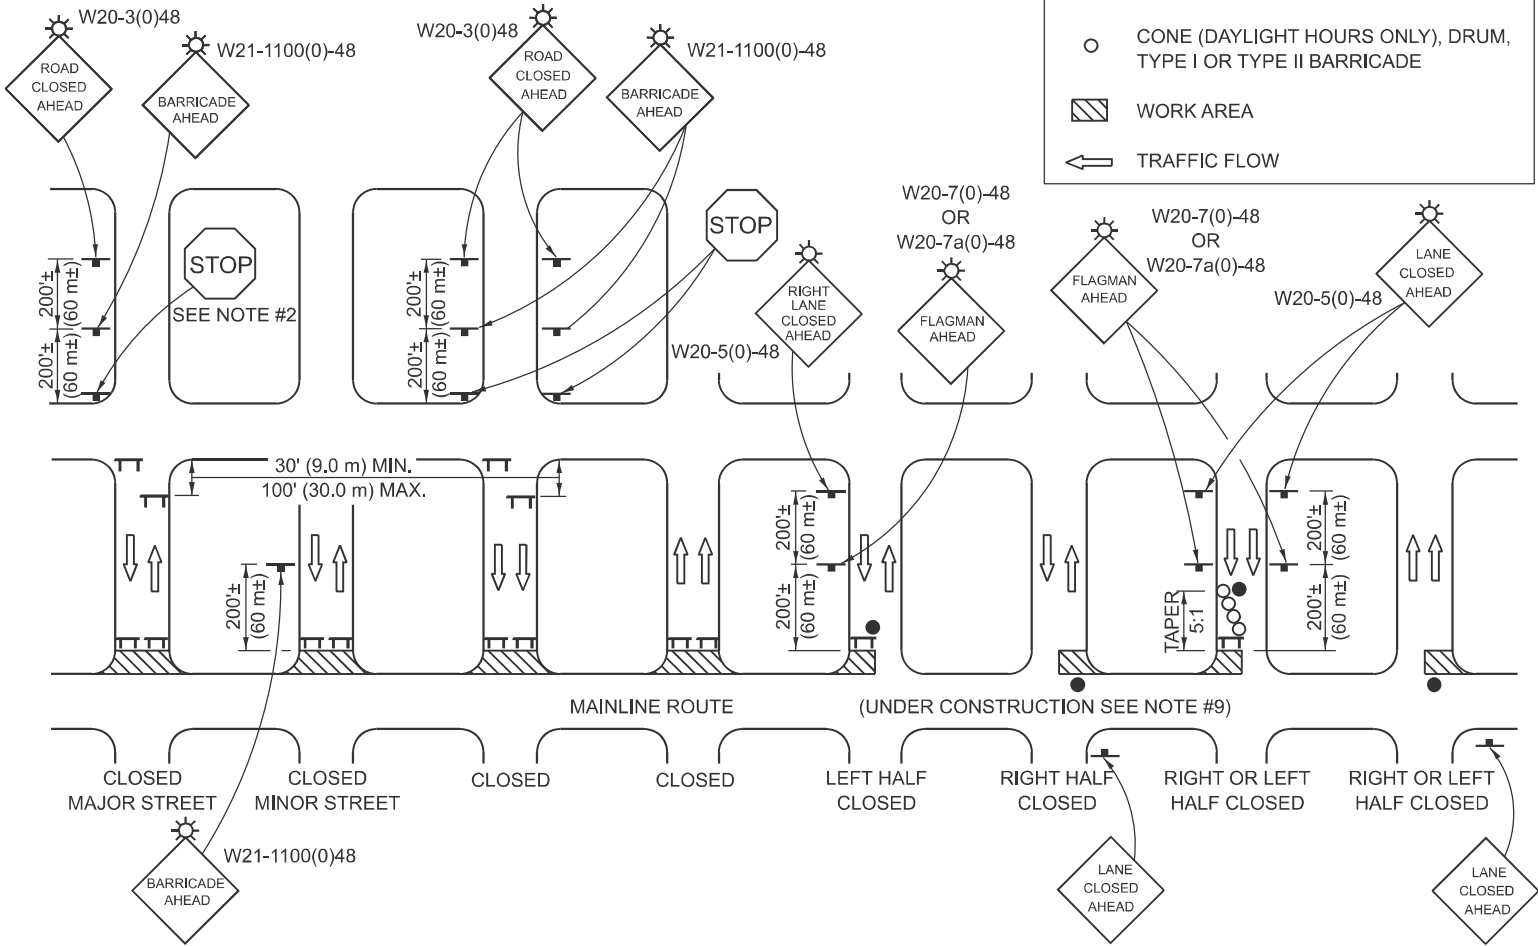 W20-3(0)48
W21-1100(0)-48
ROAD
CLOSED
AHEAD
BARRICADE
AHEAD
W20-3(0)48
W21-1100(0)-48
ROAD
CLOSED
AHEAD
BARRICADE
AHEAD
CONE (DAYLIGHT HOURS ONLY), DRUM,
TYPE I OR TYPE II BARRICADE
WORK AREA
TRAFFIC FLOW
STOP
SEE NOTE #2
STOP
W20-7(0)-48
OR
W20-7a(0)-48
W20-7(0)-48
OR
W20-7a(0)-48
RIGHT
LANE
CLOSED
AHEAD
W20-5(0)-48
FLAGMAN
AHEAD
FLAGMAN
AHEAD
W20-5(0)-48
LANE
CLOSED
AHEAD
200'±
(60 m±)
200'±
(60 m±)
200'±
(60 m±)
200'±
(60 m±)
30' (9.0 m) MIN.
100' (30.0 m) MAX.
200'±
(60 m±)
200'±
(60 m±)
200'±
(60 m±)
TAPER
5:1
200'±
(60 m±)
200'±
(60 m±)
MAINLINE ROUTE
(UNDER CONSTRUCTION SEE NOTE #9)
CLOSED
MAJOR STREET
CLOSED
MINOR STREET
CLOSED
CLOSED
LEFT HALF
CLOSED
RIGHT HALF
CLOSED
RIGHT OR LEFT
HALF CLOSED
RIGHT OR LEFT
HALF CLOSED
W21-1100(0)48
BARRICADE
AHEAD
LANE
CLOSED
AHEAD
LANE
CLOSED
AHEAD